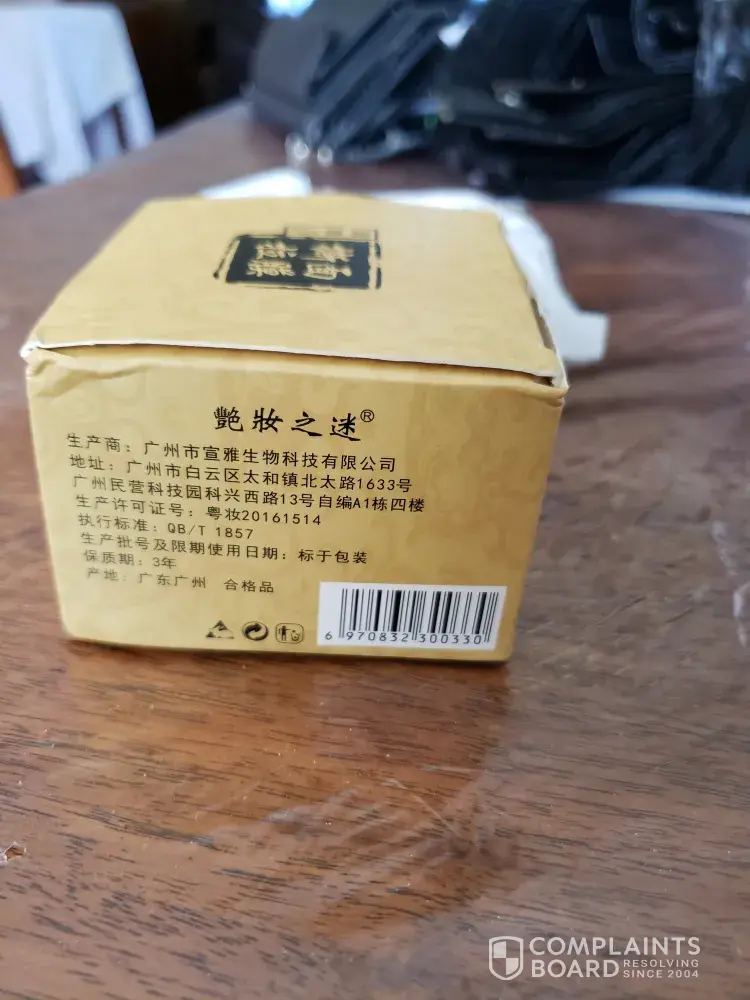 艷妝之迷®
生产商：广州市宣雅生物科技有限公司
地址：广州市白云区太和镇北太路1633号
广州民营科技园科兴西路13号自编A1栋四楼
生产许可证号：粤妆20161514
执行标准：QB/T 1857
生产批号及限期使用日期：标于包装
保质期：3年
产地：广东广州 合格品
6 970832 300330
COMPLAINTS
BOARD RESOLVING SINCE 2004